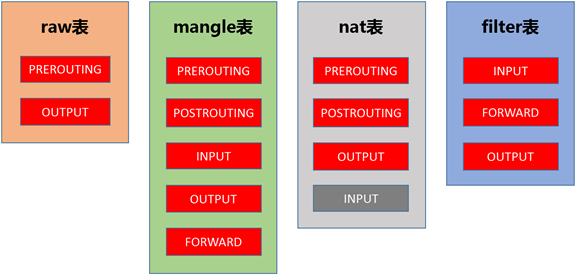 raw表
PREROUTING
OUTPUT
mangle表
PREROUTING
POSTROUTING
INPUT
OUTPUT
FORWARD
nat表
PREROUTING
POSTROUTING
OUTPUT
INPUT
filter表
INPUT
FORWARD
OUTPUT